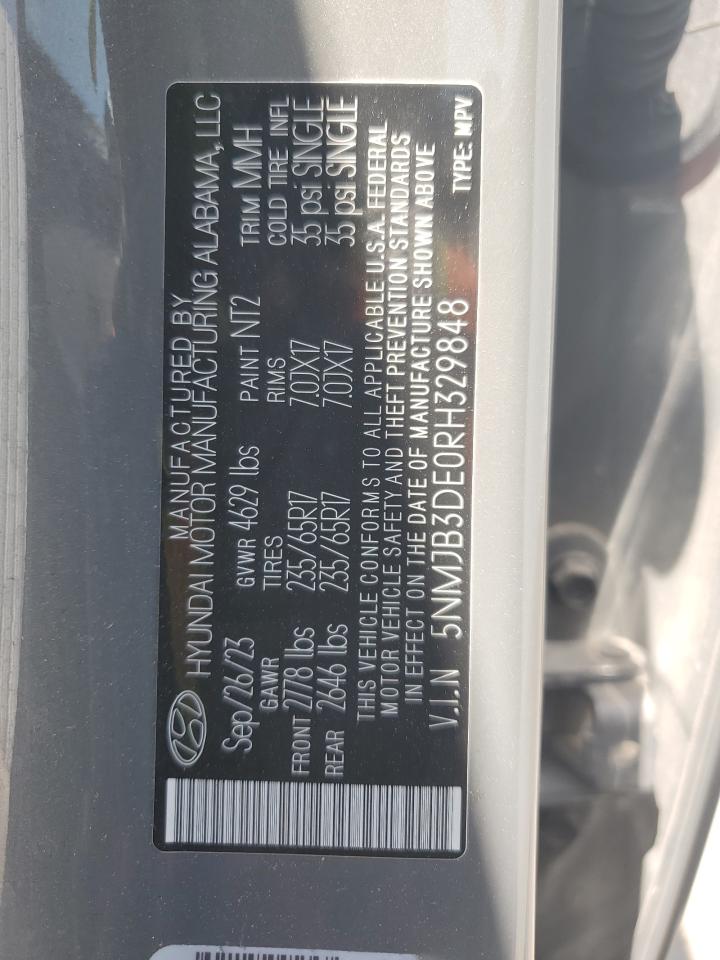 MANUFACTURED BY
HYUNDAI MOTOR MANUFACTURING ALABAMA, LLC
Sep/26/23 GVWR 4629 lbs PAINT NT2 TRIM MMH
GAWR TIRES RIMS COLD TIRE INFL
FRONT 2778 lbs 235/65R17 7.0JX17 35 psi SINGLE
REAR 2646 lbs 235/65R17 7.0JX17 35 psi SINGLE
THIS VEHICLE CONFORMS TO ALL APPLICABLE U.S.A. FEDERAL
MOTOR VEHICLE SAFETY AND THEFT PREVENTION STANDARDS
IN EFFECT ON THE DATE OF MANUFACTURE SHOWN ABOVE
V.I.N 5NMJB3DE0RH329848 TYPE: MPV